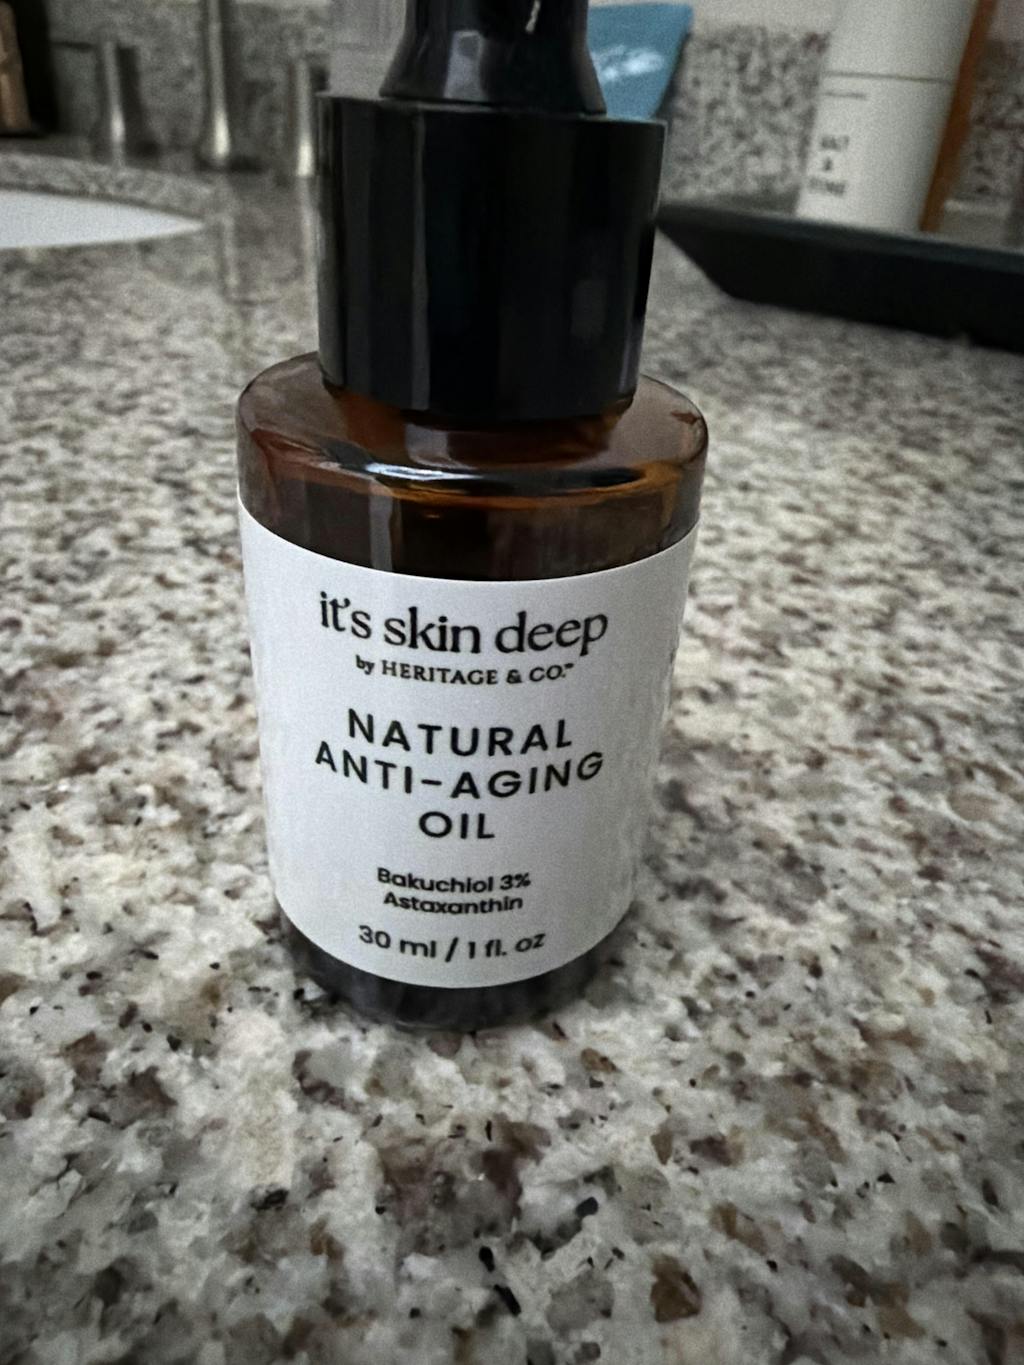 it's skin deep
by HERITAGE & CO.™
NATURAL
ANTI-AGING
OIL
Bakuchiol 3%
Astaxanthin
30 ml / 1 fl. oz
&